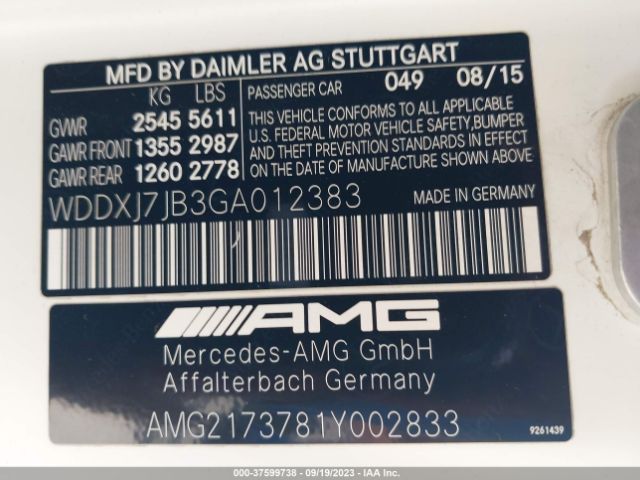 MFD BY DAIMLER AG STUTTGART
KG LBS
GVWR 2545 5611
GAWR FRONT 1355 2987
GAWR REAR 1260 2778
PASSENGER CAR 049 08/15
THIS VEHICLE CONFORMS TO ALL APPLICABLE
U.S. FEDERAL MOTOR VEHICLE SAFETY, BUMPER
AND THEFT PREVENTION STANDARDS IN EFFECT
ON THE DATE OF MANUFACTURE SHOWN ABOVE.
WDDXJ7JB3GA012383
MADE IN GERMANY
AMG
Mercedes-AMG GmbH
Affalterbach Germany
AMG2173781Y002833
9261439
000-37599738 - 09/19/2023 - IAA Inc.